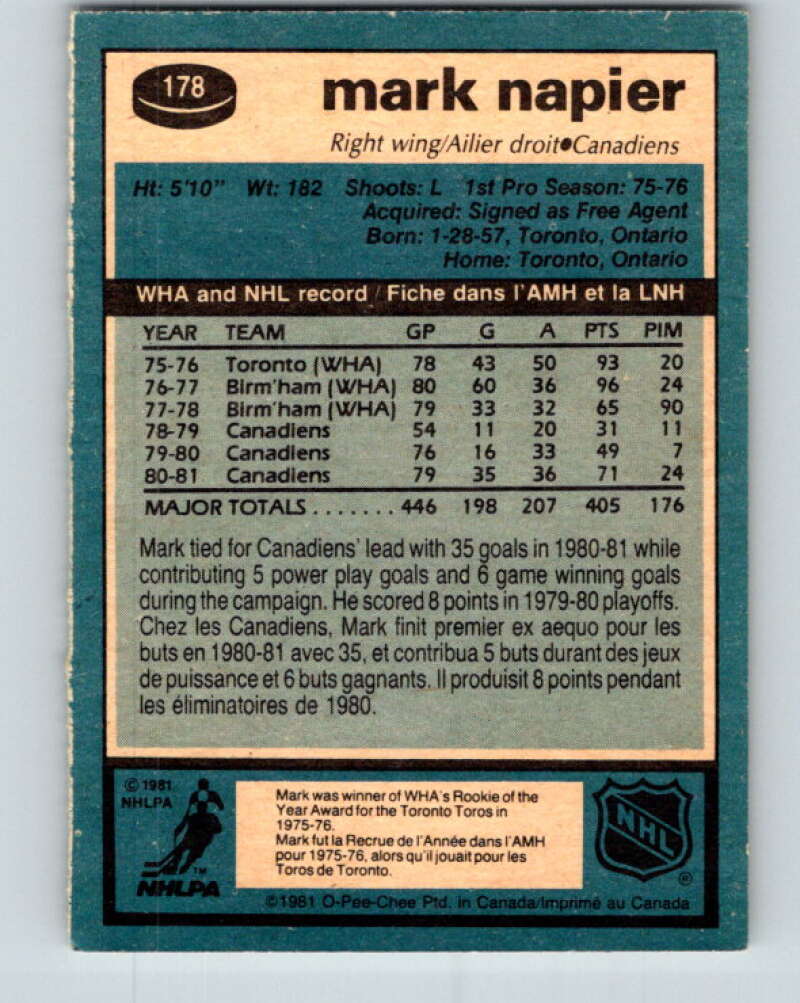 178
mark napier
Right wing/Ailier droit•Canadiens
Ht: 5'10" Wt: 182 Shoots: L 1st Pro Season: 75-76
Acquired: Signed as Free Agent
Born: 1-28-57, Toronto, Ontario
Home: Toronto, Ontario
WHA and NHL record / Fiche dans l'AMH et la LNH
YEAR TEAM GP G A PTS PIM
75-76 Toronto (WHA) 78 43 50 93 20
76-77 Birm'ham (WHA) 80 60 36 96 24
77-78 Birm'ham (WHA) 79 33 32 65 90
78-79 Canadiens 54 11 20 31 11
79-80 Canadiens 76 16 33 49 7
80-81 Canadiens 79 35 36 71 24
MAJOR TOTALS ....... 446 198 207 405 176
Mark tied for Canadiens' lead with 35 goals in 1980-81 while
contributing 5 power play goals and 6 game winning goals
during the campaign. He scored 8 points in 1979-80 playoffs.
Chez les Canadiens, Mark finit premier ex aequo pour les
buts en 1980-81 avec 35, et contribua 5 buts durant des jeux
de puissance et 6 buts gagnants. Il produisit 8 points pendant
les éliminatoires de 1980.
© 1981
NHLPA
TM
NHLPA
Mark was winner of WHA's Rookie of the
Year Award for the Toronto Toros in
1975-76.
Mark fut la Recrue de l'Année dans l'AMH
pour 1975-76, alors qu'il jouait pour les
Toros de Toronto.
NHL
®
©1981 O-Pee-Chee Ptd. in Canada/Imprimé au Canada